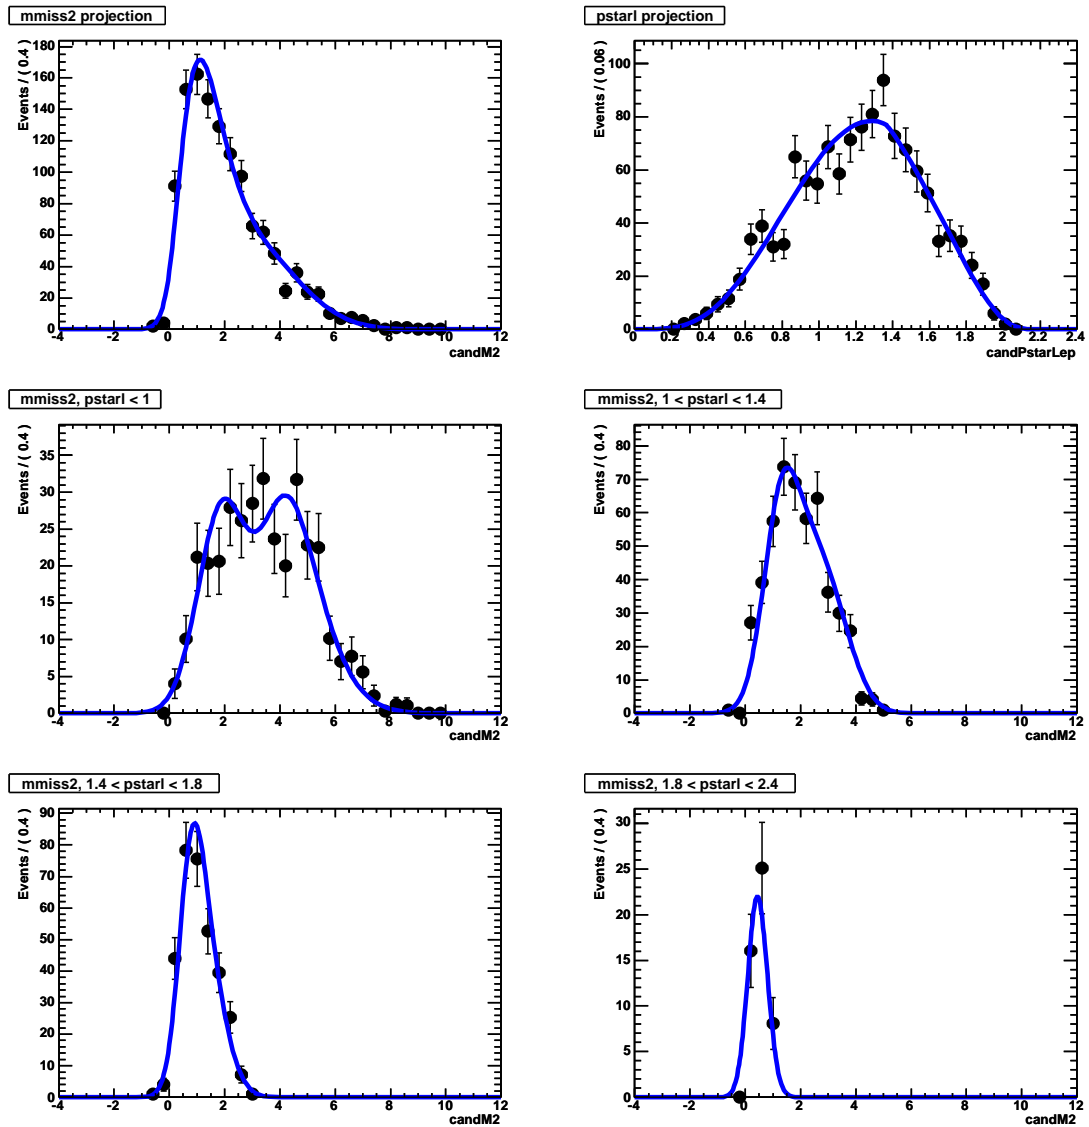 mmiss2 projection
Events / ( 0.4 )
180
160
140
120
100
80
60
40
20
0
-4 -2 0 2 4 6 8 10 12
candM2
pstarl projection
Events / ( 0.06 )
100
80
60
40
20
0
0 0.2 0.4 0.6 0.8 1 1.2 1.4 1.6 1.8 2 2.2 2.4
candPstarLep
mmiss2, pstarl < 1
Events / ( 0.4 )
35
30
25
20
15
10
5
0
-4 -2 0 2 4 6 8 10 12
candM2
mmiss2, 1 < pstarl < 1.4
Events / ( 0.4 )
80
70
60
50
40
30
20
10
0
-4 -2 0 2 4 6 8 10 12
candM2
mmiss2, 1.4 < pstarl < 1.8
Events / ( 0.4 )
90
80
70
60
50
40
30
20
10
0
-4 -2 0 2 4 6 8 10 12
candM2
mmiss2, 1.8 < pstarl < 2.4
Events / ( 0.4 )
30
25
20
15
10
5
0
-4 -2 0 2 4 6 8 10 12
candM2